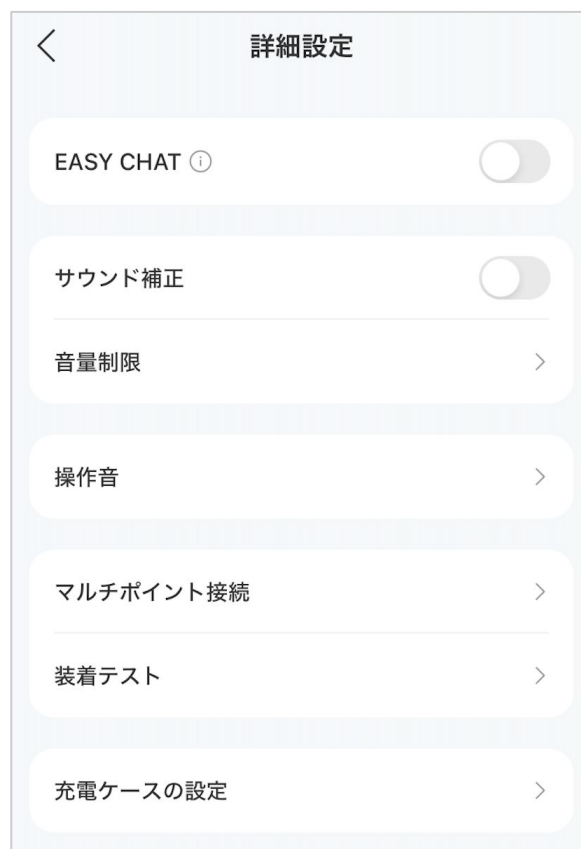 詳細設定
EASY CHAT
サウンド補正
音量制限
操作音
マルチポイント接続
装着テスト
充電ケースの設定